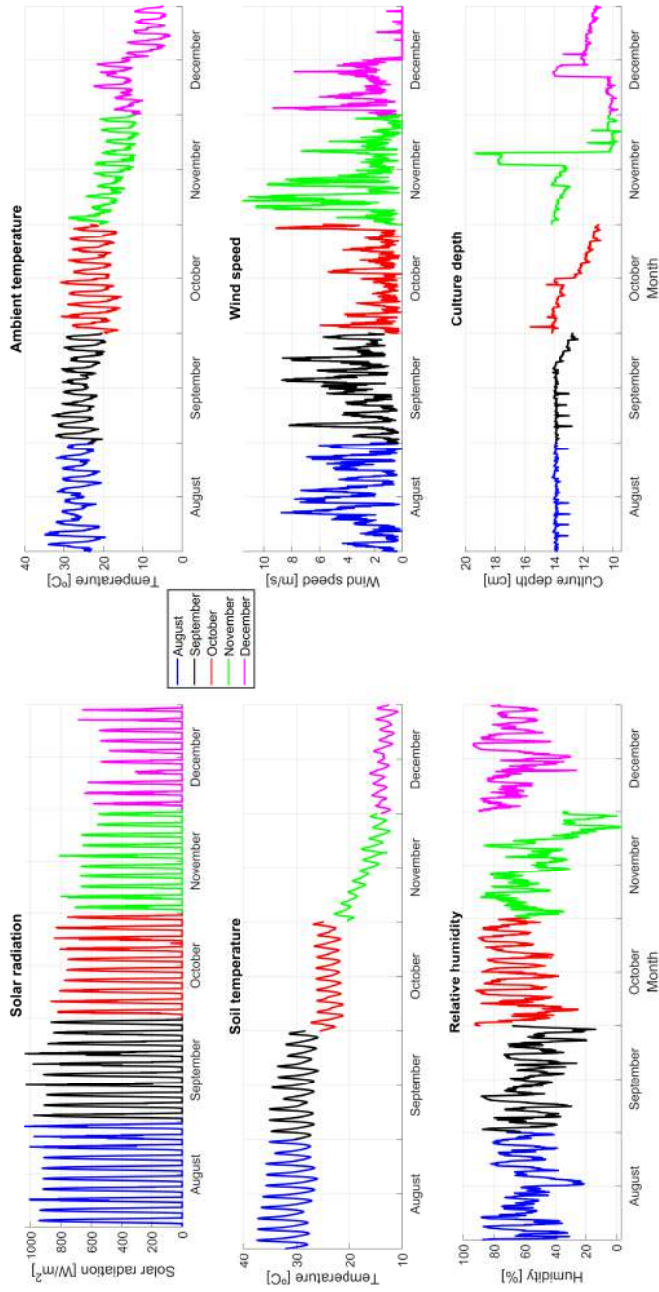 Solar radiation
Solar radiation [W/m²]
1000
800
600
400
200
0
August
September
October
November
December
Ambient temperature
Temperature [ºC]
40
30
20
10
0
August
September
October
November
December
August
September
October
November
December
Soil temperature
Temperature [ºC]
40
30
20
10
August
September
October
November
December
Wind speed
Wind speed [m/s]
11
8
6
4
2
0
August
September
October
November
December
Relative humidity
Humidity [%]
100
80
60
40
20
0
August
September
October
November
December
Month
Culture depth
Culture depth [cm]
20
18
16
14
12
10
August
September
October
November
December
Month